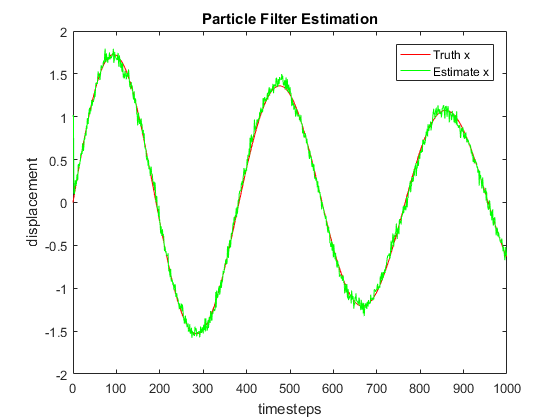 Particle Filter Estimation
2
1.5
1
0.5
0
-0.5
-1
-1.5
-2
displacement
Truth x
Estimate x
0 100 200 300 400 500 600 700 800 900 1000
timesteps